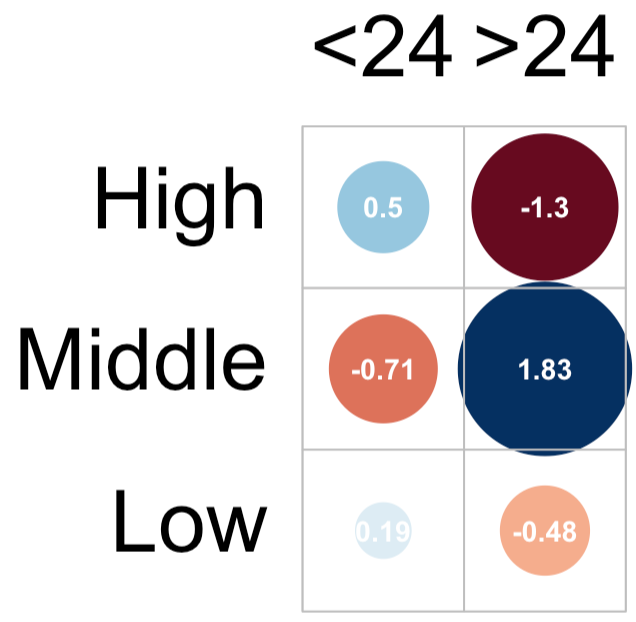 <24 >24
High 0.5 -1.3
Middle -0.71 1.83
Low 0.19 -0.48